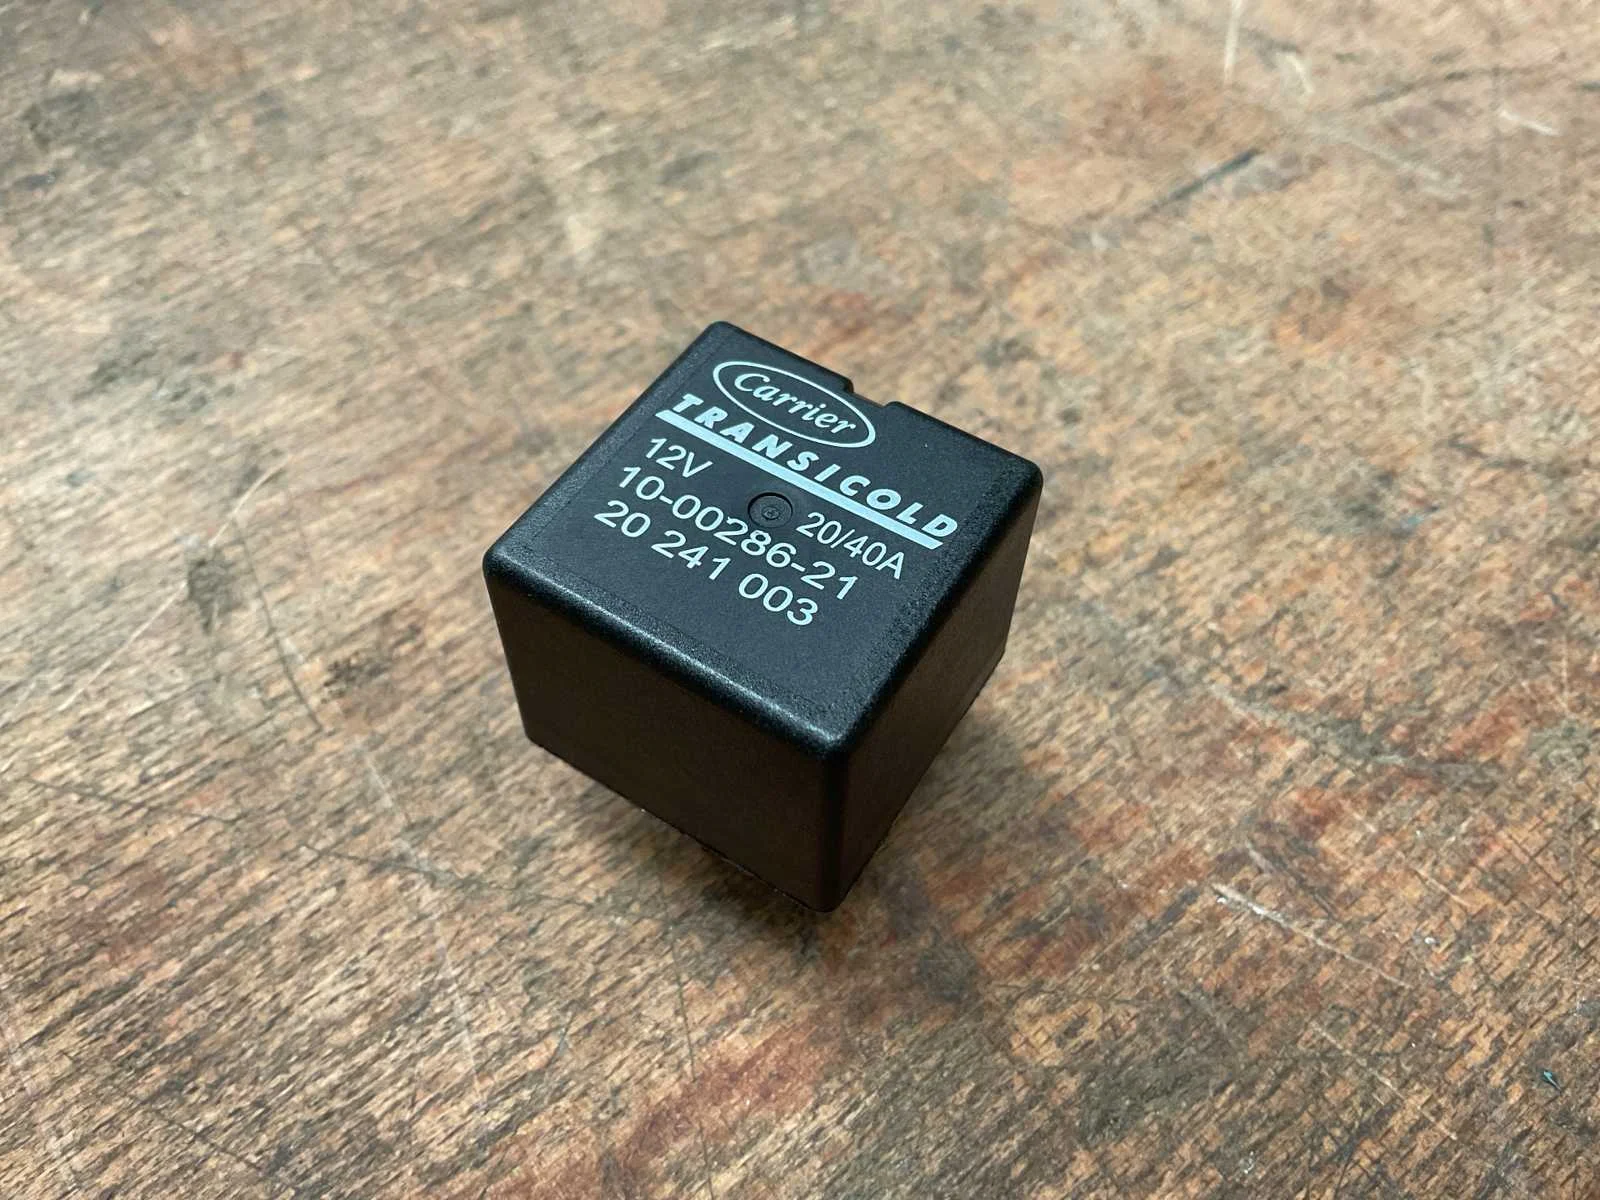 Carrier
TRANSICOLD
12V 20/40A
10-00286-21
20 241 003